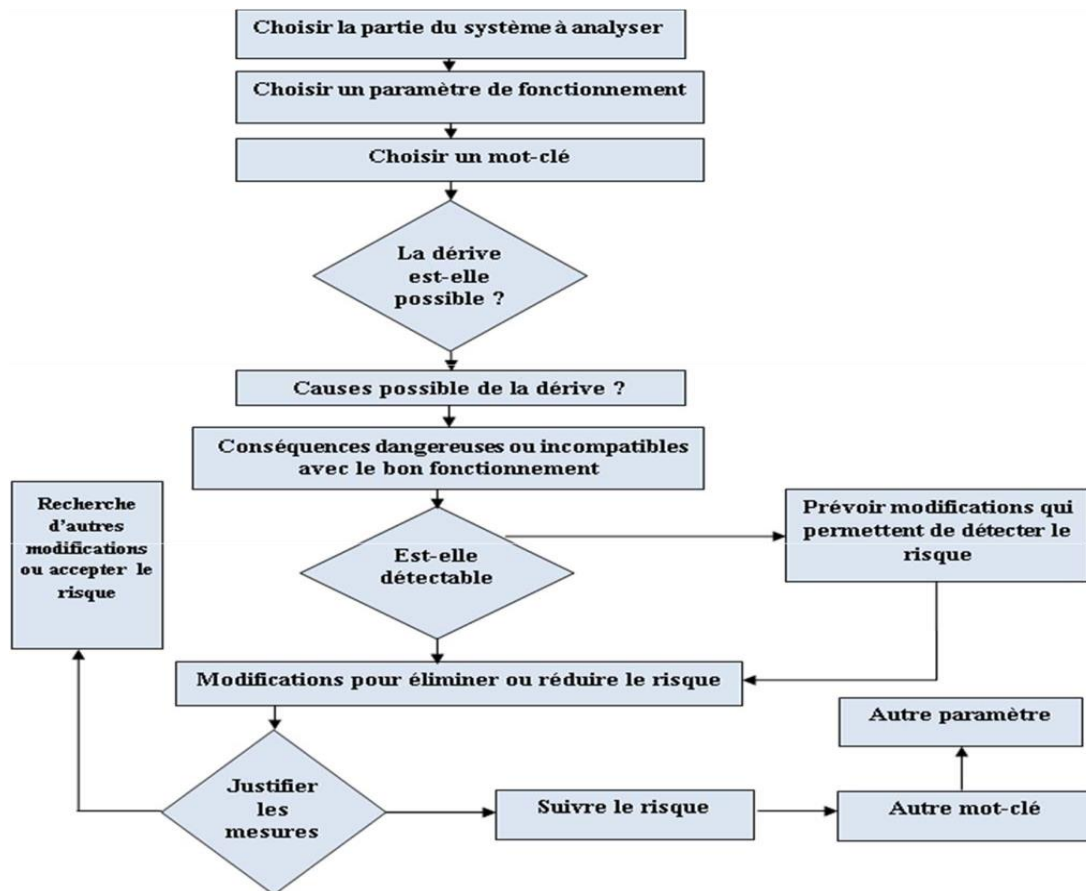 Choisir la partie du système à analyser
Choisir un paramètre de fonctionnement
Choisir un mot-clé
La dérive
est-elle
possible ?
Causes possible de la dérive ?
Conséquences dangereuses ou incompatibles
avec le bon fonctionnement
Recherche
d'autres
modifications
ou accepter le
risque
Est-elle
détectable
Prévoir modifications qui
permettent de détecter le
risque
Modifications pour éliminer ou réduire le risque
Autre paramètre
Justifier
les
mesures
Suivre le risque
Autre mot-clé